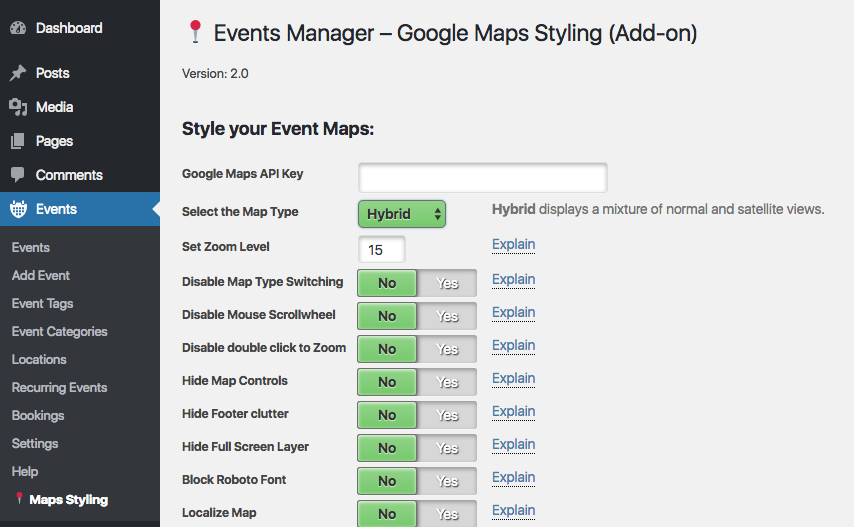 Dashboard
Posts
Media
Pages
Comments
Events
Events
Add Event
Event Tags
Event Categories
Locations
Recurring Events
Bookings
Settings
Help
Maps Styling
Events Manager – Google Maps Styling (Add-on)
Version: 2.0
Style your Event Maps:
Google Maps API Key
Select the Map Type Hybrid Hybrid displays a mixture of normal and satellite views.
Set Zoom Level 15 Explain
Disable Map Type Switching No Yes Explain
Disable Mouse Scrollwheel No Yes Explain
Disable double click to Zoom No Yes Explain
Hide Map Controls No Yes Explain
Hide Footer clutter No Yes Explain
Hide Full Screen Layer No Yes Explain
Block Roboto Font No Yes Explain
Localize Map No Yes Explain